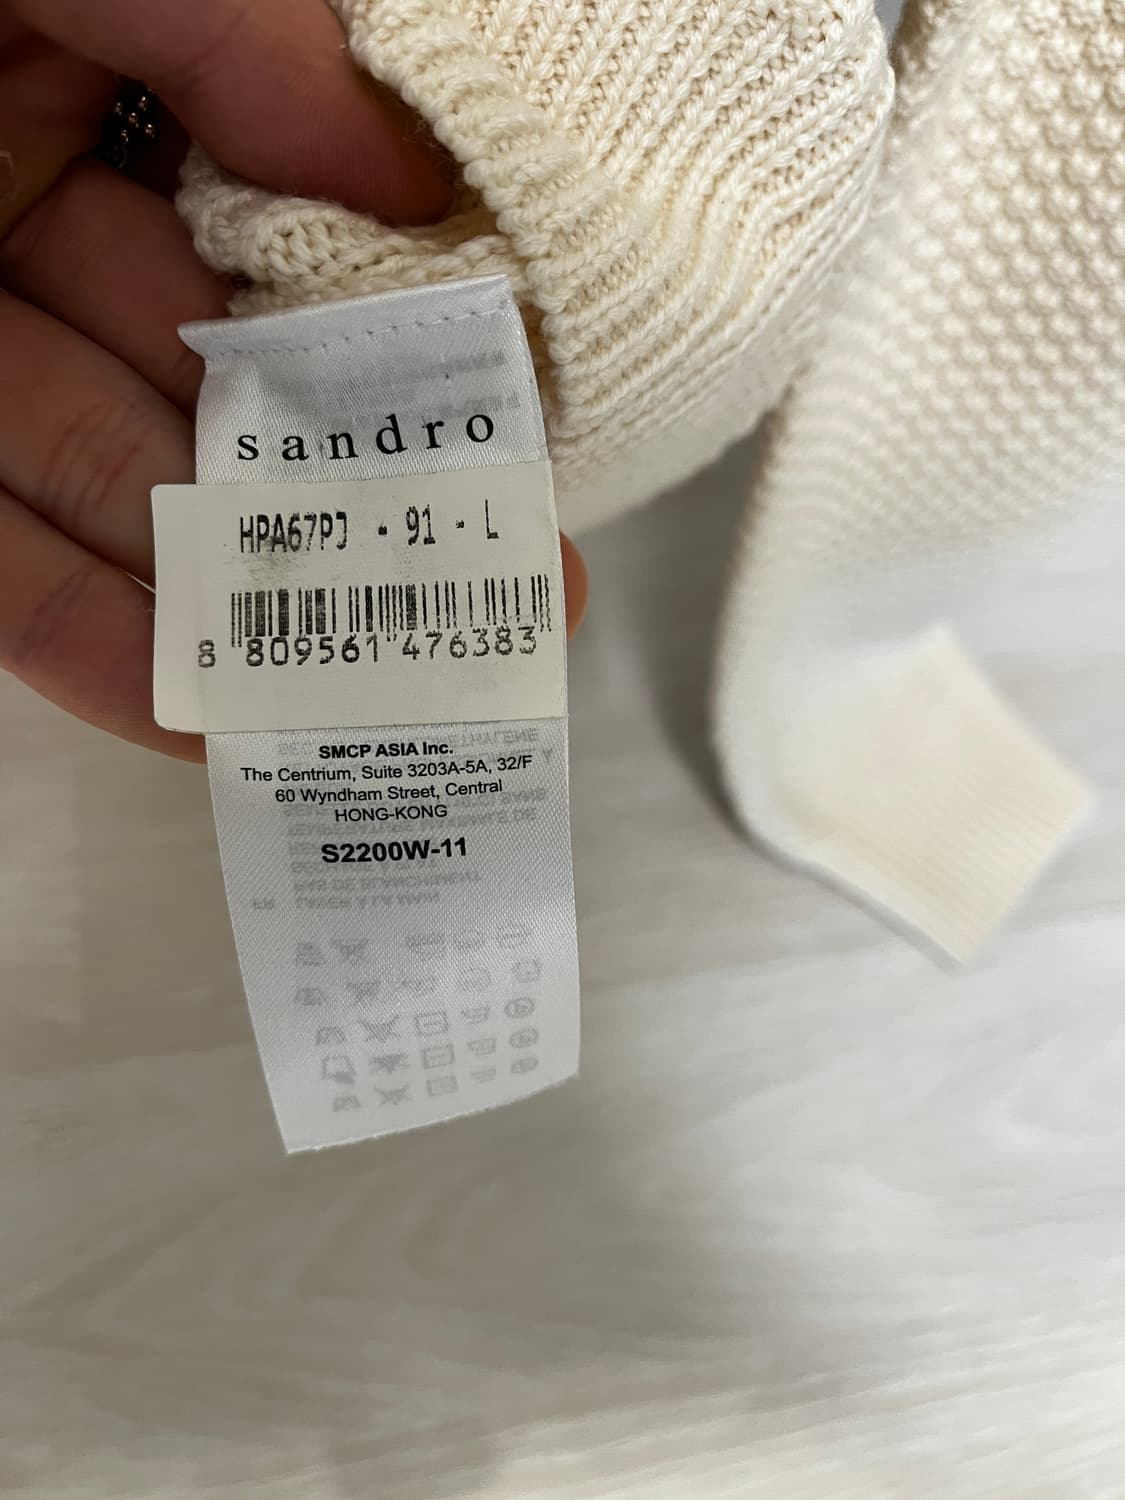 sandro
HPA67PJ - 91 - L
8 809561 476383
SMCP ASIA Inc.
The Centrium, Suite 3203A-5A, 32/F
60 Wyndham Street, Central
HONG-KONG
S2200W-11